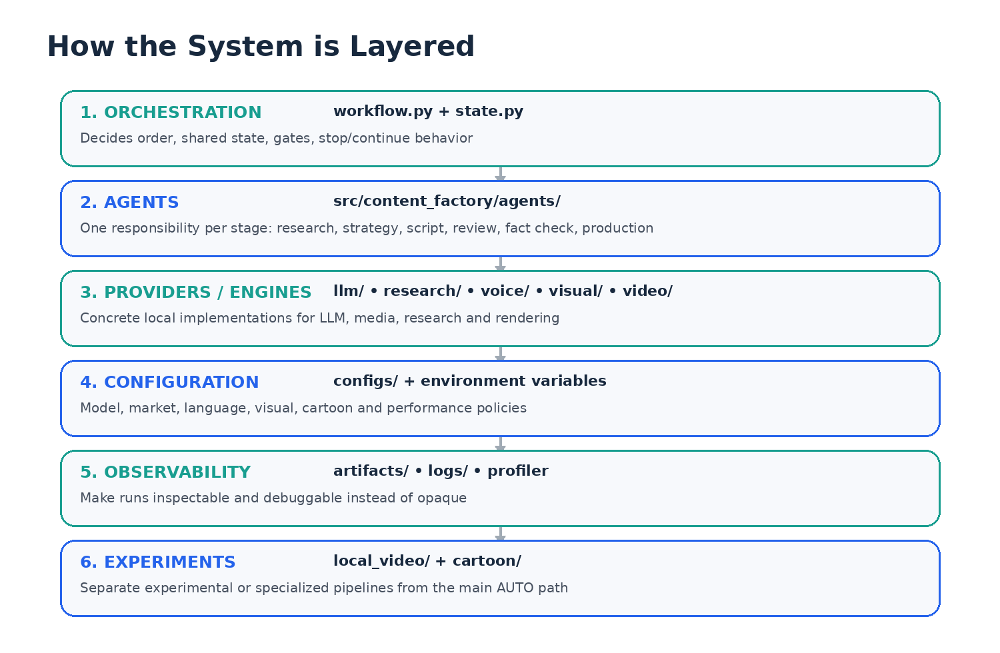 How the System is Layered
1. ORCHESTRATION workflow.py + state.py
Decides order, shared state, gates, stop/continue behavior
2. AGENTS src/content_factory/agents/
One responsibility per stage: research, strategy, script, review, fact check, production
3. PROVIDERS / ENGINES llm/ • research/ • voice/ • visual/ • video/
Concrete local implementations for LLM, media, research and rendering
4. CONFIGURATION configs/ + environment variables
Model, market, language, visual, cartoon and performance policies
5. OBSERVABILITY artifacts/ • logs/ • profiler
Make runs inspectable and debuggable instead of opaque
6. EXPERIMENTS local_video/ + cartoon/
Separate experimental or specialized pipelines from the main AUTO path